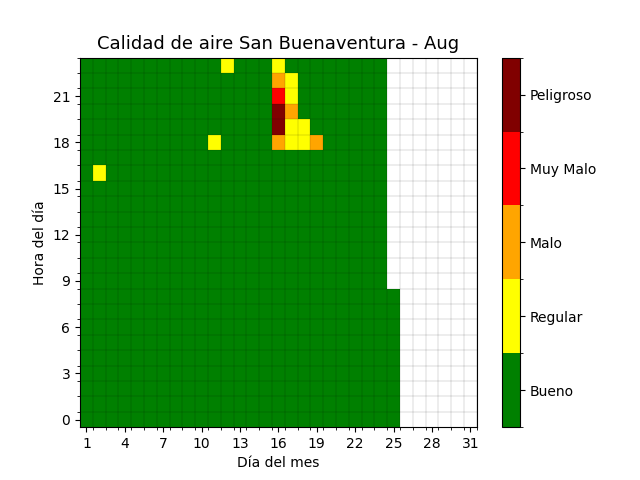 Calidad de aire San Buenaventura - Aug
Hora del día
21
18
15
12
9
6
3
0
1 4 7 10 13 16 19 22 25 28 31
Día del mes
Peligroso
Muy Malo
Malo
Regular
Bueno